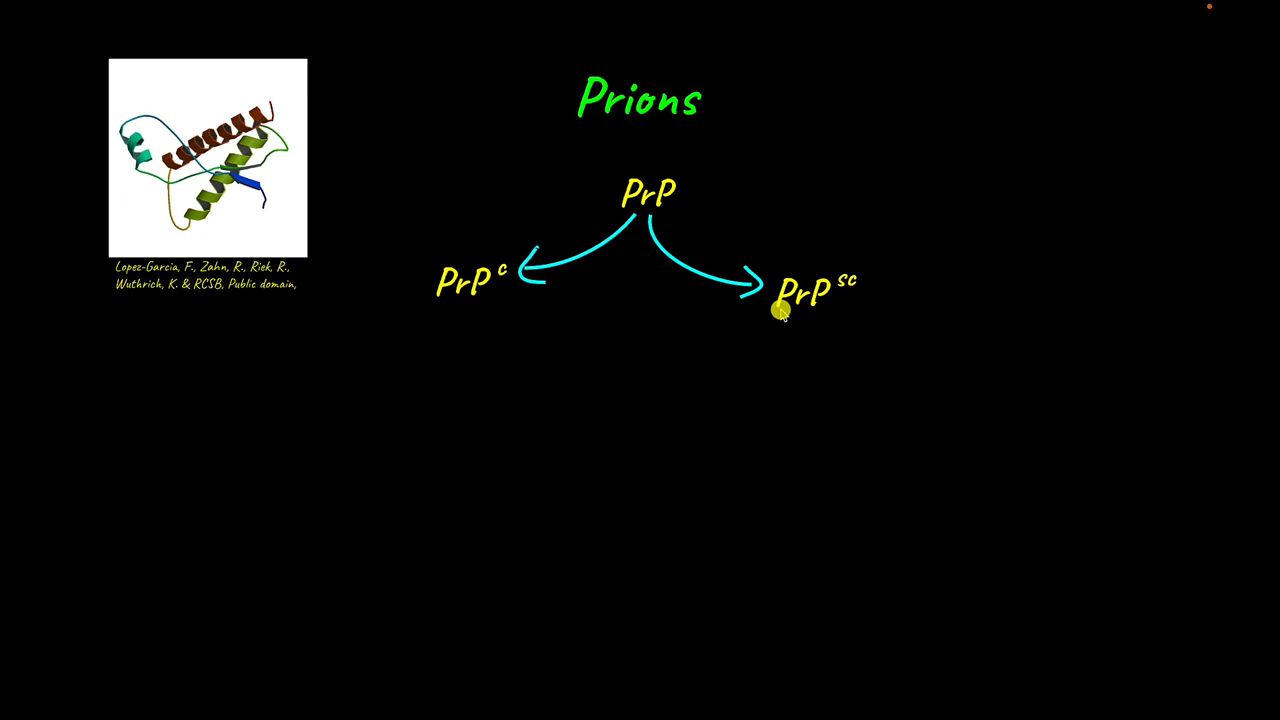 Prions
PrP
PrP c
PrP sc
Lopez-Garcia, F., Zahn, R., Riek, R.,
Wuthrich, K. & RCSB, Public domain,